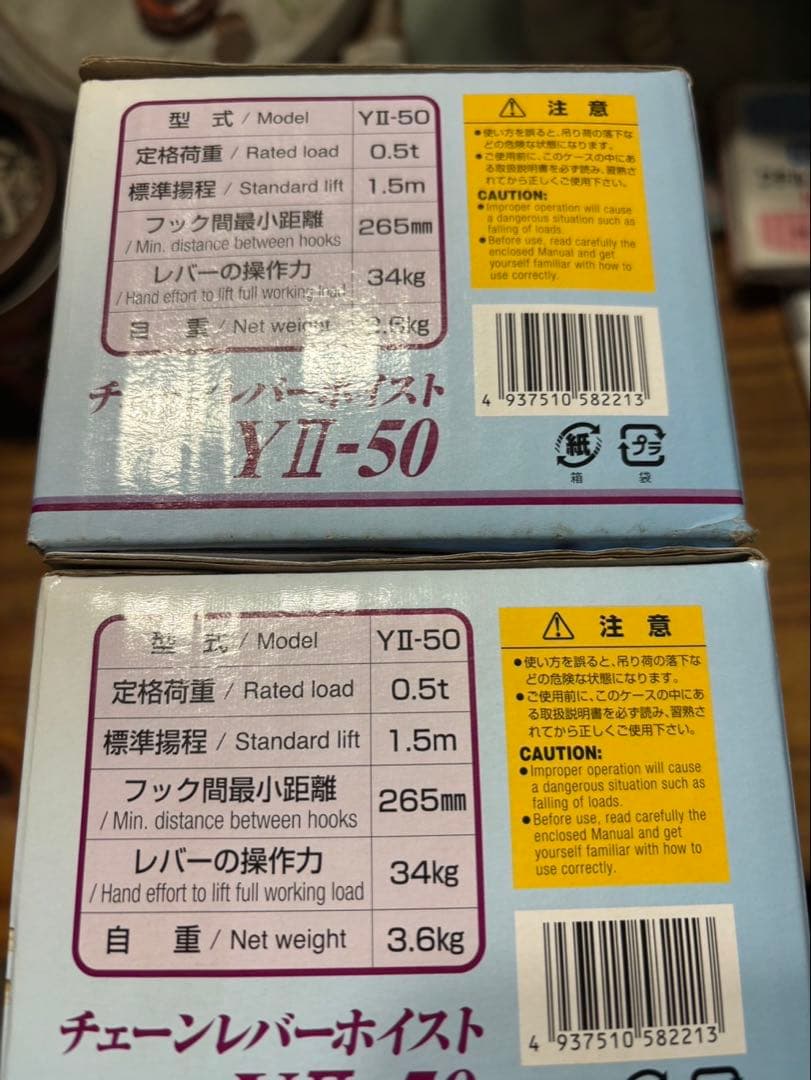 型 式 / Model YⅡ-50
定格荷重 / Rated load 0.5t
標準揚程 / Standard lift 1.5m
フック間最小距離
/ Min. distance between hooks 265㎜
レバーの操作力
/ Hand effort to lift full working load 34kg
自 重 / Net weight 3.6kg
チェーンレバーホイスト
YⅡ-50
⚠ 注 意
●使い方を誤ると、吊り荷の落下な
どの危険な状態になります。
●ご使用前に、このケースの中にあ
る取扱説明書を必ず読み、習熟さ
れてから正しくご使用下さい。
CAUTION:
●Improper operation will cause
a dangerous situation such as
falling of loads.
●Before use, read carefully the
enclosed Manual and get
yourself familiar with how to
use correctly.
4 937510 582213
紙 プラ
箱 袋
型 式 / Model YⅡ-50
定格荷重 / Rated load 0.5t
標準揚程 / Standard lift 1.5m
フック間最小距離
/ Min. distance between hooks 265㎜
レバーの操作力
/ Hand effort to lift full working load 34kg
自 重 / Net weight 3.6kg
チェーンレバーホイスト
YⅡ-50
⚠ 注 意
●使い方を誤ると、吊り荷の落下な
どの危険な状態になります。
●ご使用前に、このケースの中にあ
る取扱説明書を必ず読み、習熟さ
れてから正しくご使用下さい。
CAUTION:
●Improper operation will cause
a dangerous situation such as
falling of loads.
●Before use, read carefully the
enclosed Manual and get
yourself familiar with how to
use correctly.
4 937510 582213